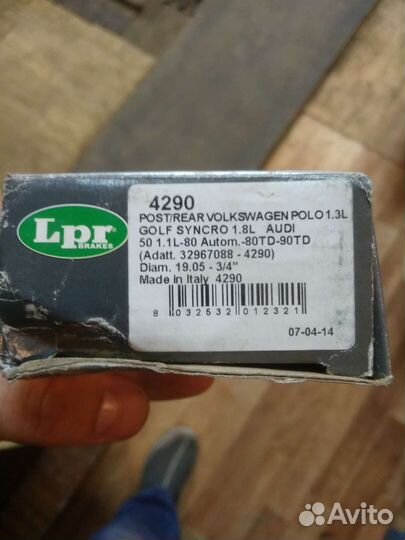 Lpr
BRAKES
4290
POST/REAR VOLKSWAGEN POLO 1.3L
GOLF SYNCRO 1.8L AUDI
50 1.1L-80 Autom.-80TD-90TD
(Adatt. 32967088 - 4290)
Diam. 19.05 - 3/4"
Made in Italy 4290
8 032532 012321
07-04-14
Avito